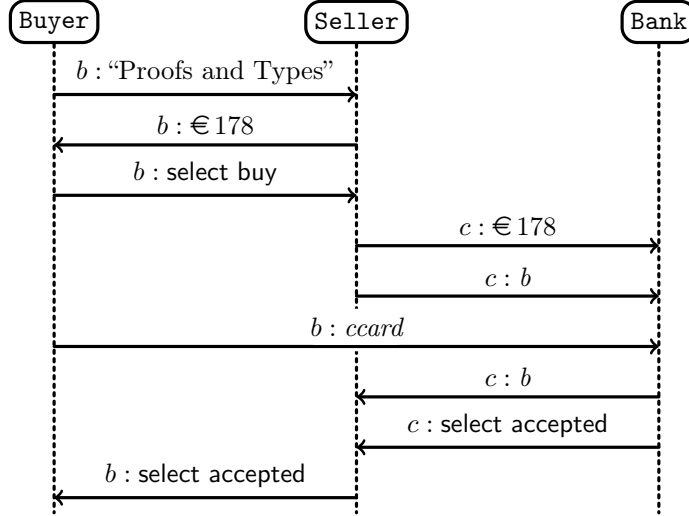 Buyer Seller Bank
b : “Proofs and Types”
b : € 178
b : select buy
c : € 178
c : b
b : ccard
c : b
c : select accepted
b : select accepted